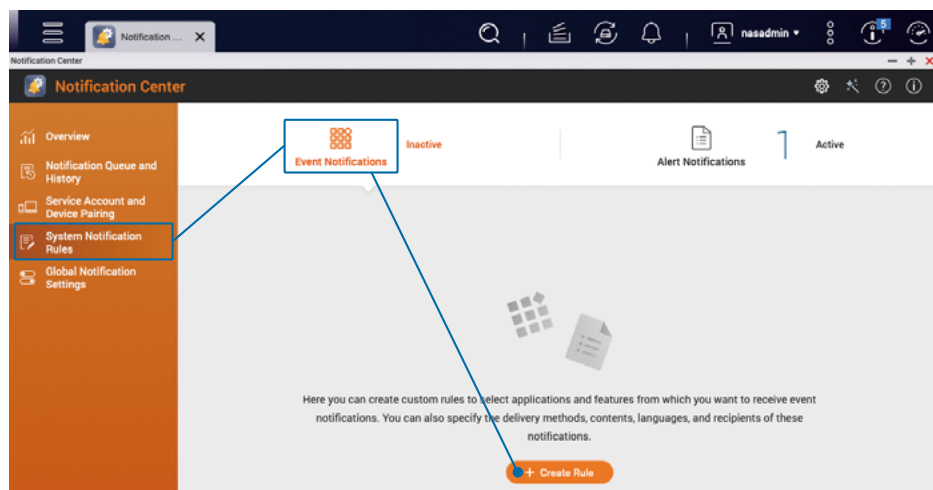 Notification ...
nasadmin
5
Notification Center
Notification Center
Overview
Notification Queue and
History
Service Account and
Device Pairing
System Notification
Rules
Global Notification
Settings
Event Notifications
Inactive
Alert Notifications
1
Active
Here you can create custom rules to select applications and features from which you want to receive event
notifications. You can also specify the delivery methods, contents, languages, and recipients of these
notifications.
+ Create Rule